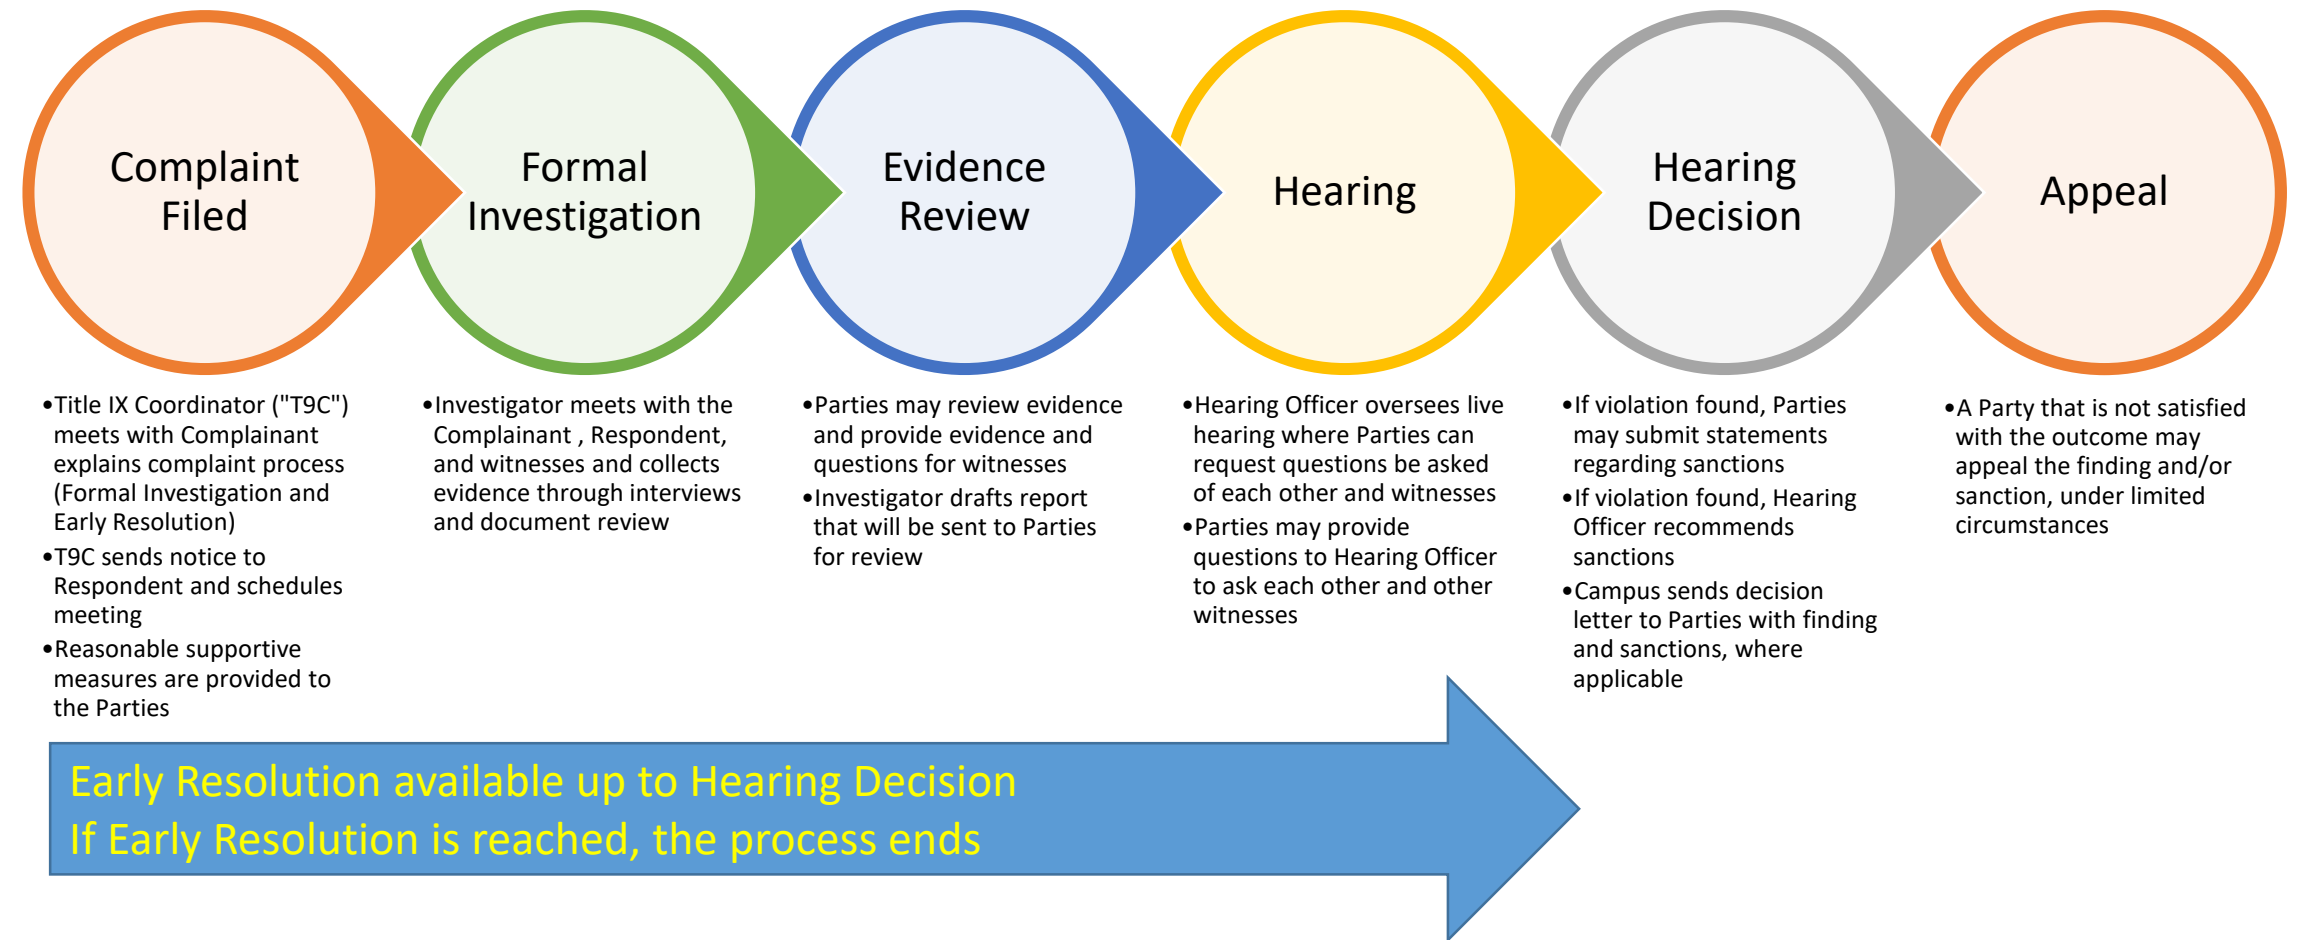 Complaint
Filed
Formal
Investigation
Evidence
Review
Hearing
Hearing
Decision
Appeal
•Title IX Coordinator ("T9C")
meets with Complainant
explains complaint process
(Formal Investigation and
Early Resolution)
•T9C sends notice to
Respondent and schedules
meeting
•Reasonable supportive
measures are provided to
the Parties
•Investigator meets with the
Complainant , Respondent,
and witnesses and collects
evidence through interviews
and document review
•Parties may review evidence
and provide evidence and
questions for witnesses
•Investigator drafts report
that will be sent to Parties
for review
•Hearing Officer oversees live
hearing where Parties can
request questions be asked
of each other and witnesses
•Parties may provide
questions to Hearing Officer
to ask each other and other
witnesses
•If violation found, Parties
may submit statements
regarding sanctions
•If violation found, Hearing
Officer recommends
sanctions
•Campus sends decision
letter to Parties with finding
and sanctions, where
applicable
•A Party that is not satisfied
with the outcome may
appeal the finding and/or
sanction, under limited
circumstances
Early Resolution available up to Hearing Decision
If Early Resolution is reached, the process ends